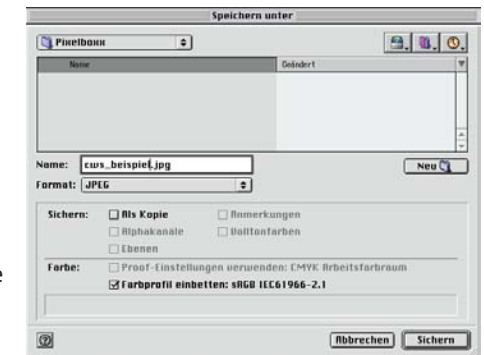 Speichern unter
Pixelboxx
Name Geändert
Name: cws_beispiel.jpg Neu
Format: JPEG
Sichern: Als Kopie Anmerkungen
Alphakanäle Volltonfarben
Ebenen
Farbe: Proof-Einstellungen verwenden: CMYK Arbeitsfarbraum
e
Farbprofil einbetten: sRGB IEC61966-2.1
? Abbrechen Sichern